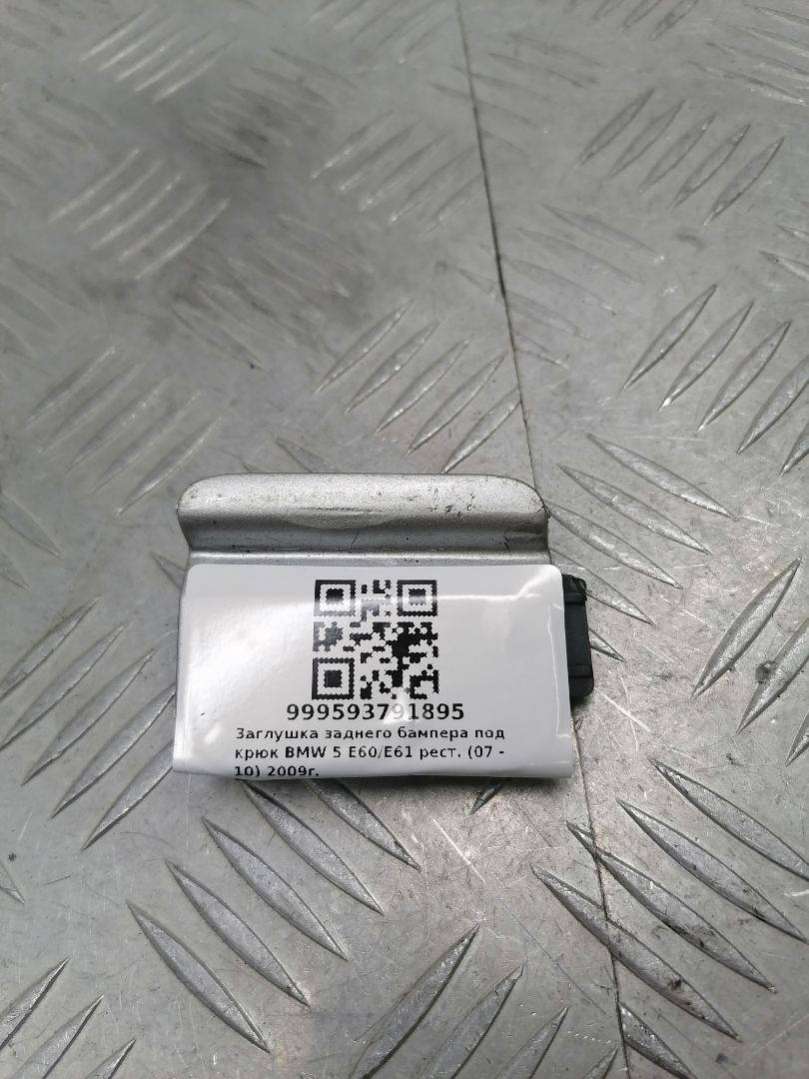 999593791895
Заглушка заднего бампера под
крюк BMW 5 E60/E61 рест. (07 -
10) 2009г.